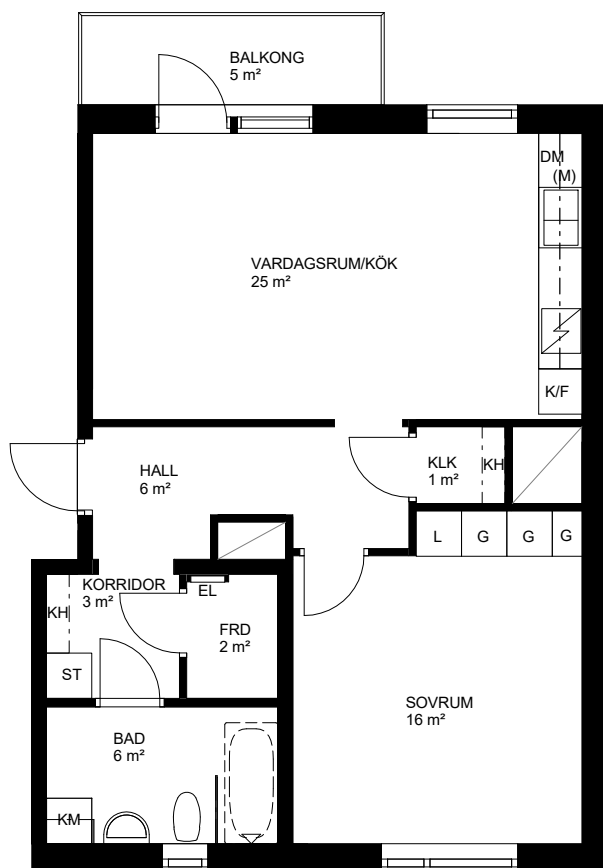 BALKONG
5 m²
DM
(M)
VARDAGSRUM/KÖK
25 m²
K/F
HALL
6 m²
KLK
1 m²
KH
L
G
G
G
KORRIDOR
3 m²
KH
EL
FRD
2 m²
ST
SOVRUM
16 m²
BAD
6 m²
KM